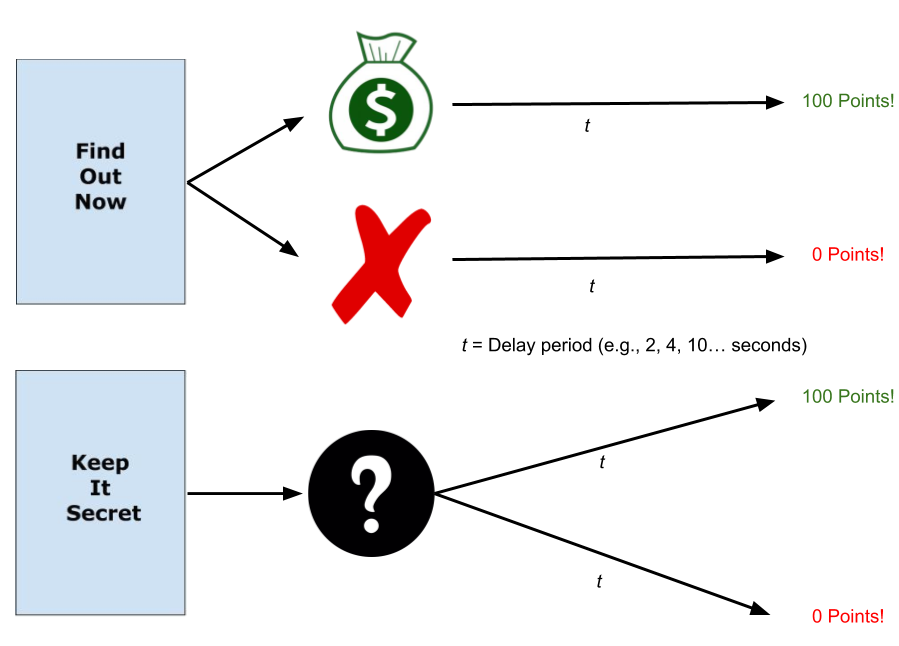 Find
Out
Now
$
t
100 Points!
t
0 Points!
t = Delay period (e.g., 2, 4, 10… seconds)
Keep
It
Secret
?
t
100 Points!
t
0 Points!